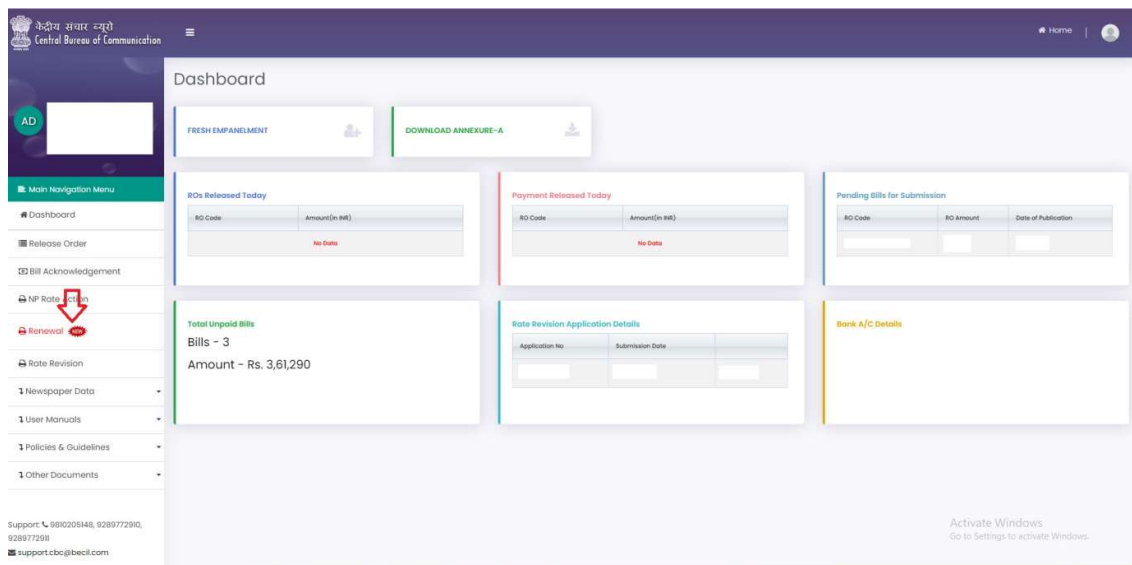 केंद्रीय संचार ब्यूरो
Central Bureau of Communication
Home |
Dashboard
AD
FRESH EMPANELMENT
DOWNLOAD ANNEXURE-A
Main Navigation Menu
Dashboard
Release Order
Bill Acknowledgement
NP Rate Action
Renewal NEW
Rate Revision
Newspaper Data
User Manuals
Policies & Guidelines
Other Documents
Support: 9810205148, 9289772910,
9289772911
support.cbc@becil.com
ROs Released Today
RO Code Amount(in INR)
No Data
Payment Released Today
RO Code Amount(in INR)
No Data
Pending Bills for Submission
RO Code RO Amount Date of Publication
Total Unpaid Bills
Bills - 3
Amount - Rs. 3,61,290
Rate Revision Application Details
Application No Submission Date
Bank A/C Details
Activate Windows
Go to Settings to activate Windows.